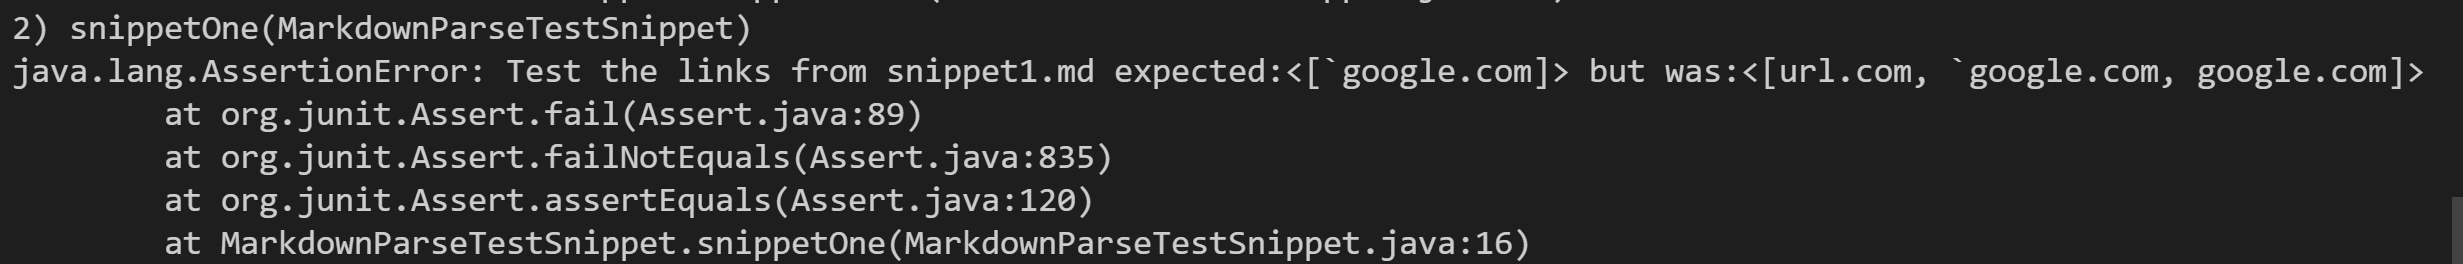 2) snippetOne(MarkdownParseTestSnippet)
java.lang.AssertionError: Test the links from snippet1.md expected:<[`google.com]> but was:<[url.com, `google.com, google.com]>
at org.junit.Assert.fail(Assert.java:89)
at org.junit.Assert.failNotEquals(Assert.java:835)
at org.junit.Assert.assertEquals(Assert.java:120)
at MarkdownParseTestSnippet.snippetOne(MarkdownParseTestSnippet.java:16)